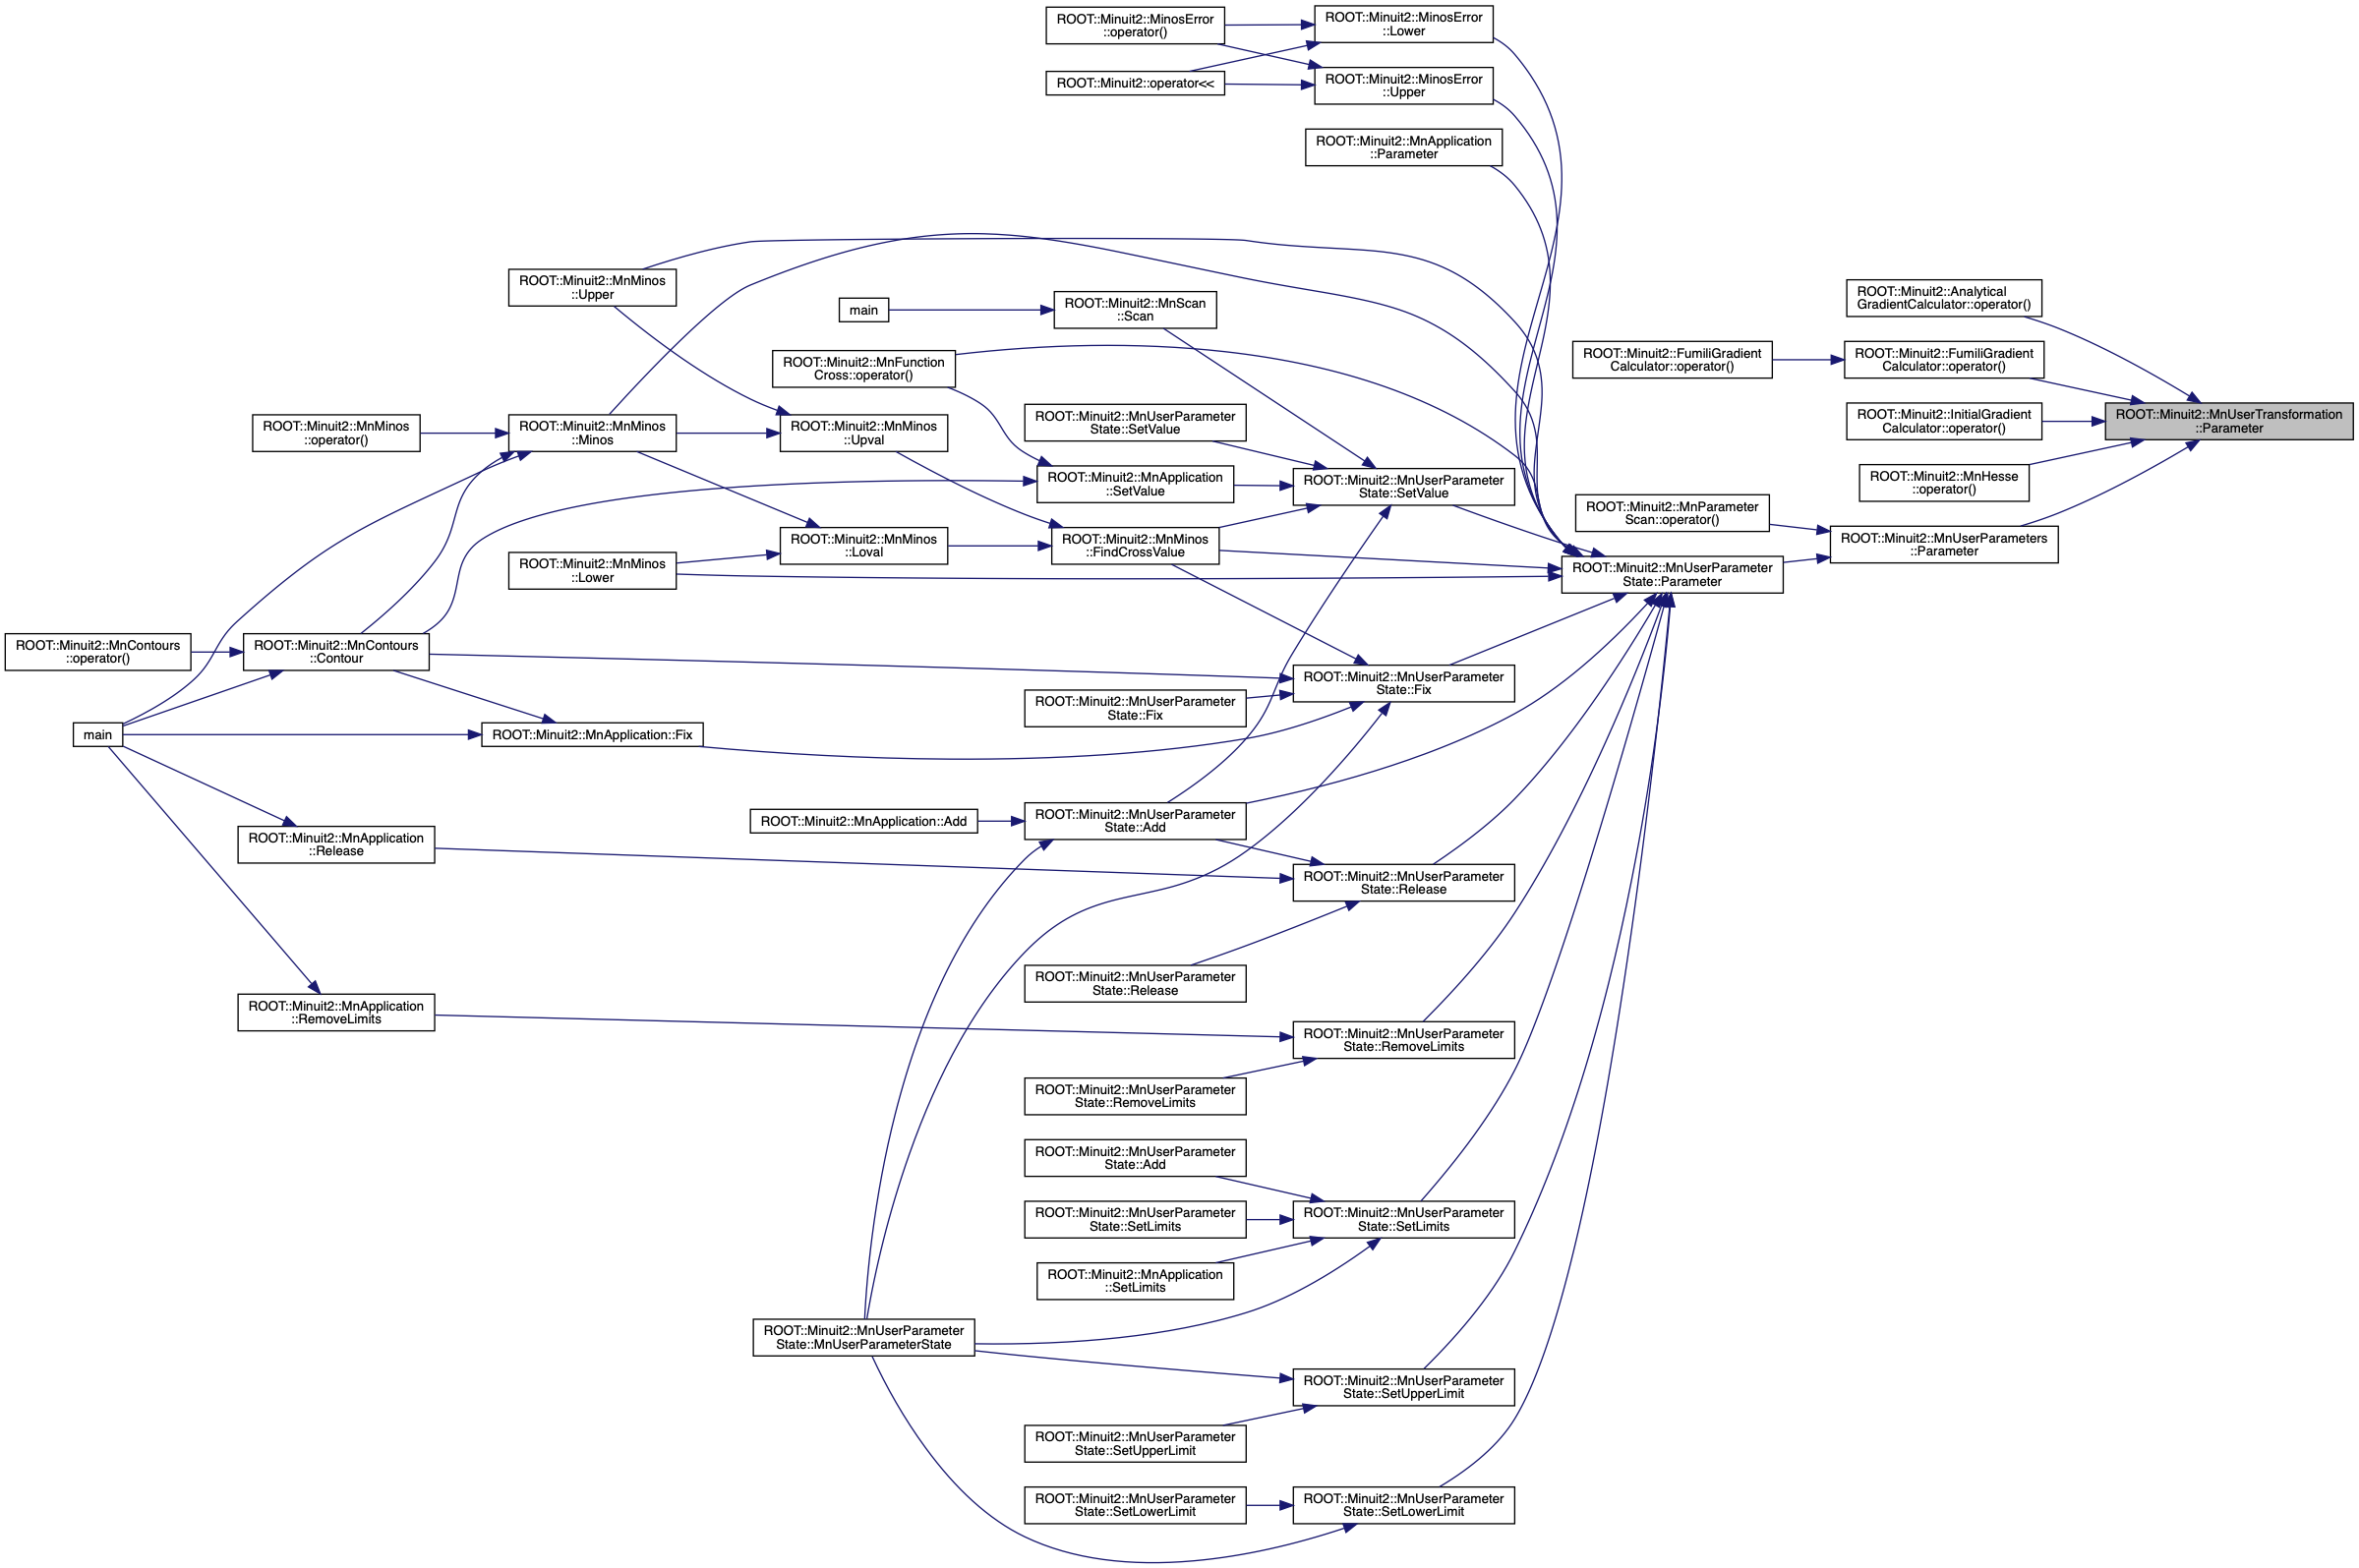 ROOT::Minuit2::MinosError
::operator()
ROOT::Minuit2::MinosError
::Lower
ROOT::Minuit2::operator<<
ROOT::Minuit2::MinosError
::Upper
ROOT::Minuit2::MnApplication
::Parameter
ROOT::Minuit2::MnMinos
::Upper
main
ROOT::Minuit2::MnScan
::Scan
ROOT::Minuit2::Analytical
GradientCalculator::operator()
ROOT::Minuit2::MnFunction
Cross::operator()
ROOT::Minuit2::FumiliGradient
Calculator::operator()
ROOT::Minuit2::FumiliGradient
Calculator::operator()
ROOT::Minuit2::MnMinos
::operator()
ROOT::Minuit2::MnMinos
::Minos
ROOT::Minuit2::MnMinos
::Upval
ROOT::Minuit2::MnUserParameter
State::SetValue
ROOT::Minuit2::InitialGradient
Calculator::operator()
ROOT::Minuit2::MnUserTransformation
::Parameter
ROOT::Minuit2::MnApplication
::SetValue
ROOT::Minuit2::MnUserParameter
State::SetValue
ROOT::Minuit2::MnHesse
::operator()
ROOT::Minuit2::MnParameter
Scan::operator()
ROOT::Minuit2::MnMinos
::Lower
ROOT::Minuit2::MnMinos
::Loval
ROOT::Minuit2::MnMinos
::FindCrossValue
ROOT::Minuit2::MnUserParameters
::Parameter
ROOT::Minuit2::MnUserParameter
State::Parameter
ROOT::Minuit2::MnContours
::operator()
ROOT::Minuit2::MnContours
::Contour
ROOT::Minuit2::MnUserParameter
State::Fix
ROOT::Minuit2::MnUserParameter
State::Fix
main
ROOT::Minuit2::MnApplication::Fix
ROOT::Minuit2::MnApplication::Add
ROOT::Minuit2::MnUserParameter
State::Add
ROOT::Minuit2::MnApplication
::Release
ROOT::Minuit2::MnUserParameter
State::Release
ROOT::Minuit2::MnUserParameter
State::Release
ROOT::Minuit2::MnApplication
::RemoveLimits
ROOT::Minuit2::MnUserParameter
State::RemoveLimits
ROOT::Minuit2::MnUserParameter
State::RemoveLimits
ROOT::Minuit2::MnUserParameter
State::Add
ROOT::Minuit2::MnUserParameter
State::SetLimits
ROOT::Minuit2::MnUserParameter
State::SetLimits
ROOT::Minuit2::MnApplication
::SetLimits
ROOT::Minuit2::MnUserParameter
State::MnUserParameterState
ROOT::Minuit2::MnUserParameter
State::SetUpperLimit
ROOT::Minuit2::MnUserParameter
State::SetUpperLimit
ROOT::Minuit2::MnUserParameter
State::SetLowerLimit
ROOT::Minuit2::MnUserParameter
State::SetLowerLimit